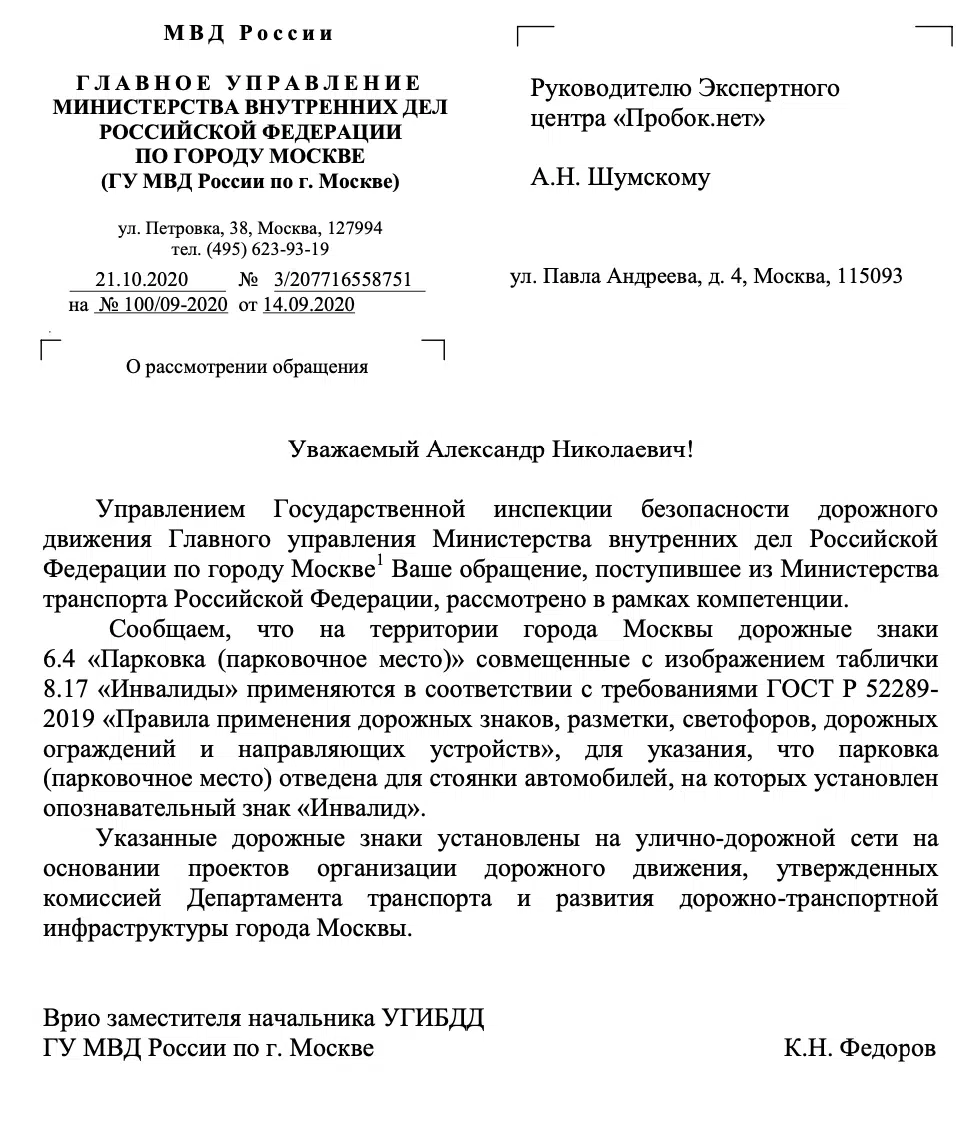 МВД России
ГЛАВНОЕ УПРАВЛЕНИЕ
МИНИСТЕРСТВА ВНУТРЕННИХ ДЕЛ
РОССИЙСКОЙ ФЕДЕРАЦИИ
ПО ГОРОДУ МОСКВЕ
(ГУ МВД России по г. Москве)
ул. Петровка, 38, Москва, 127994
тел. (495) 623-93-19
21.10.2020 № 3/207716558751
на № 100/09-2020 от 14.09.2020
О рассмотрении обращения
Руководителю Экспертного
центра «Пробок.нет»
А.Н. Шумскому
ул. Павла Андреева, д. 4, Москва, 115093
Уважаемый Александр Николаевич!
Управлением Государственной инспекции безопасности дорожного
движения Главного управления Министерства внутренних дел Российской
Федерации по городу Москве¹ Ваше обращение, поступившее из Министерства
транспорта Российской Федерации, рассмотрено в рамках компетенции.
Сообщаем, что на территории города Москвы дорожные знаки
6.4 «Парковка (парковочное место)» совмещенные с изображением таблички
8.17 «Инвалиды» применяются в соответствии с требованиями ГОСТ Р 52289-
2019 «Правила применения дорожных знаков, разметки, светофоров, дорожных
ограждений и направляющих устройств», для указания, что парковка
(парковочное место) отведена для стоянки автомобилей, на которых установлен
опознавательный знак «Инвалид».
Указанные дорожные знаки установлены на улично-дорожной сети на
основании проектов организации дорожного движения, утвержденных
комиссией Департамента транспорта и развития дорожно-транспортной
инфраструктуры города Москвы.
Врио заместителя начальника УГИБДД
ГУ МВД России по г. Москве К.Н. Федоров